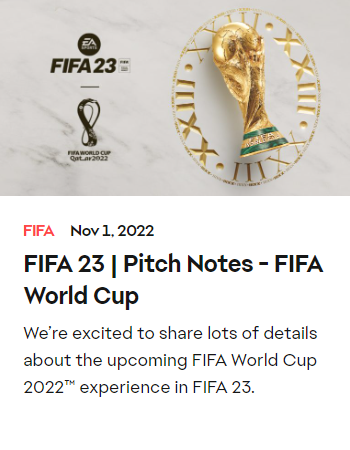 EA
SPORTS
FIFA 23
FIFA WORLD CUP
Qatar2022
FIFA Nov 1, 2022
FIFA 23 | Pitch Notes - FIFA
World Cup
We're excited to share lots of details
about the upcoming FIFA World Cup
2022™ experience in FIFA 23.